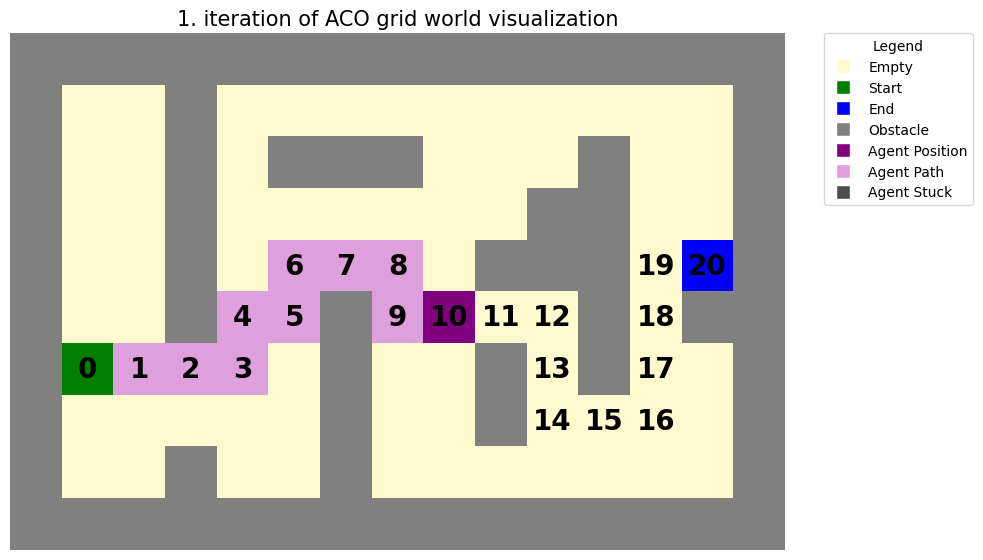 1. iteration of ACO grid world visualization
Legend
Empty
Start
End
Obstacle
Agent Position
Agent Path
Agent Stuck
6 7 8 19 20
4 5 9 10 11 12 18
0 1 2 3 13 17
14 15 16